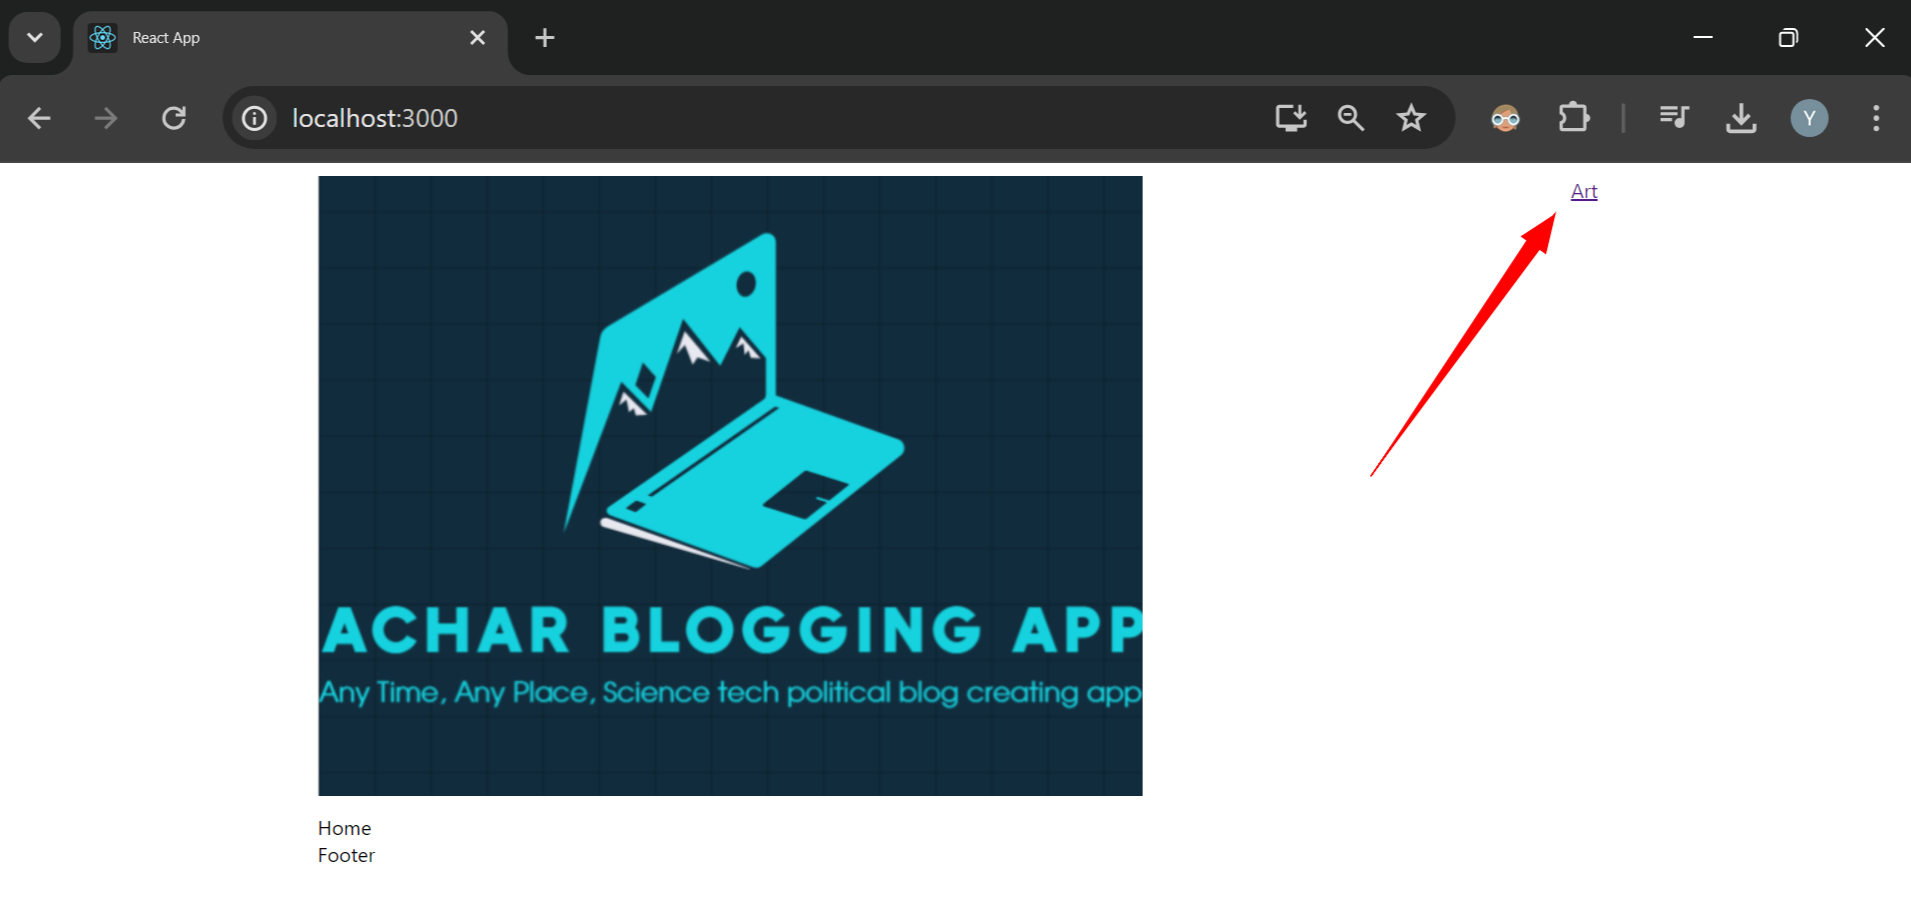 React App
localhost:3000
Y
Art
ACHAR BLOGGING APP
Any Time, Any Place, Science tech political blog creating app
Home
Footer